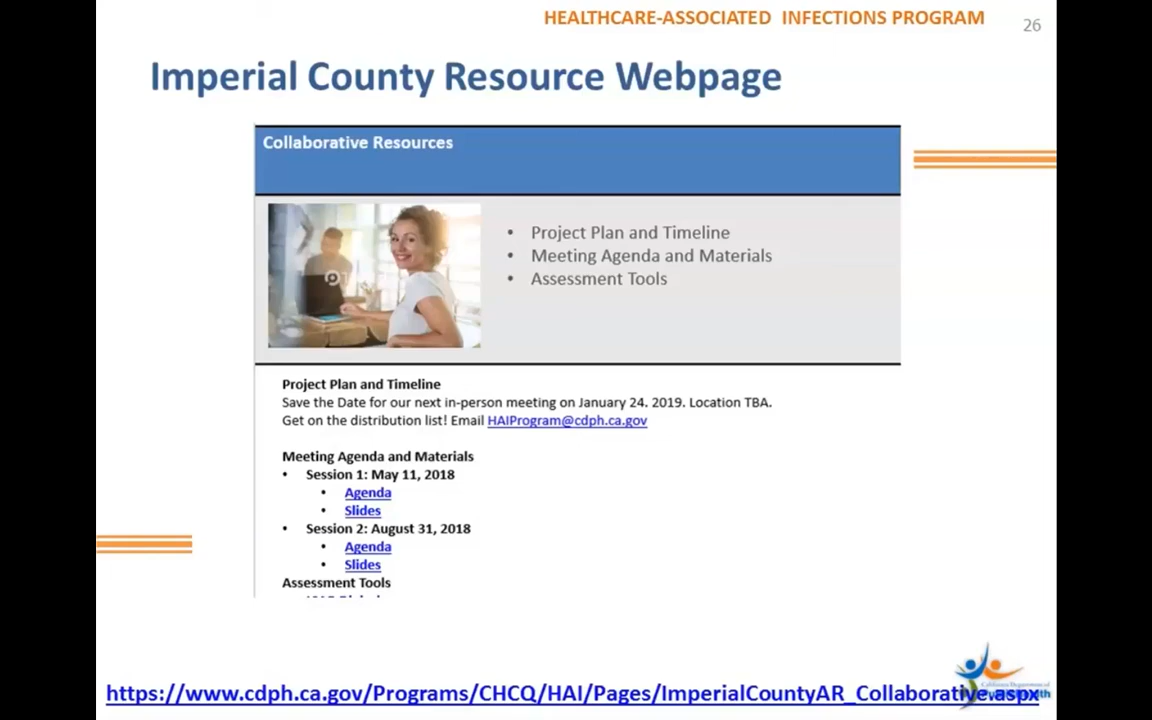 HEALTHCARE-ASSOCIATED INFECTIONS PROGRAM
26
Imperial County Resource Webpage
Collaborative Resources
• Project Plan and Timeline
• Meeting Agenda and Materials
• Assessment Tools
Project Plan and Timeline
Save the Date for our next in-person meeting on January 24. 2019. Location TBA.
Get on the distribution list! Email HAIProgram@cdph.ca.gov
Meeting Agenda and Materials
• Session 1: May 11, 2018
• Agenda
• Slides
• Session 2: August 31, 2018
• Agenda
• Slides
Assessment Tools
https://www.cdph.ca.gov/Programs/CHCQ/HAI/Pages/ImperialCountyAR_Collaborative.aspx